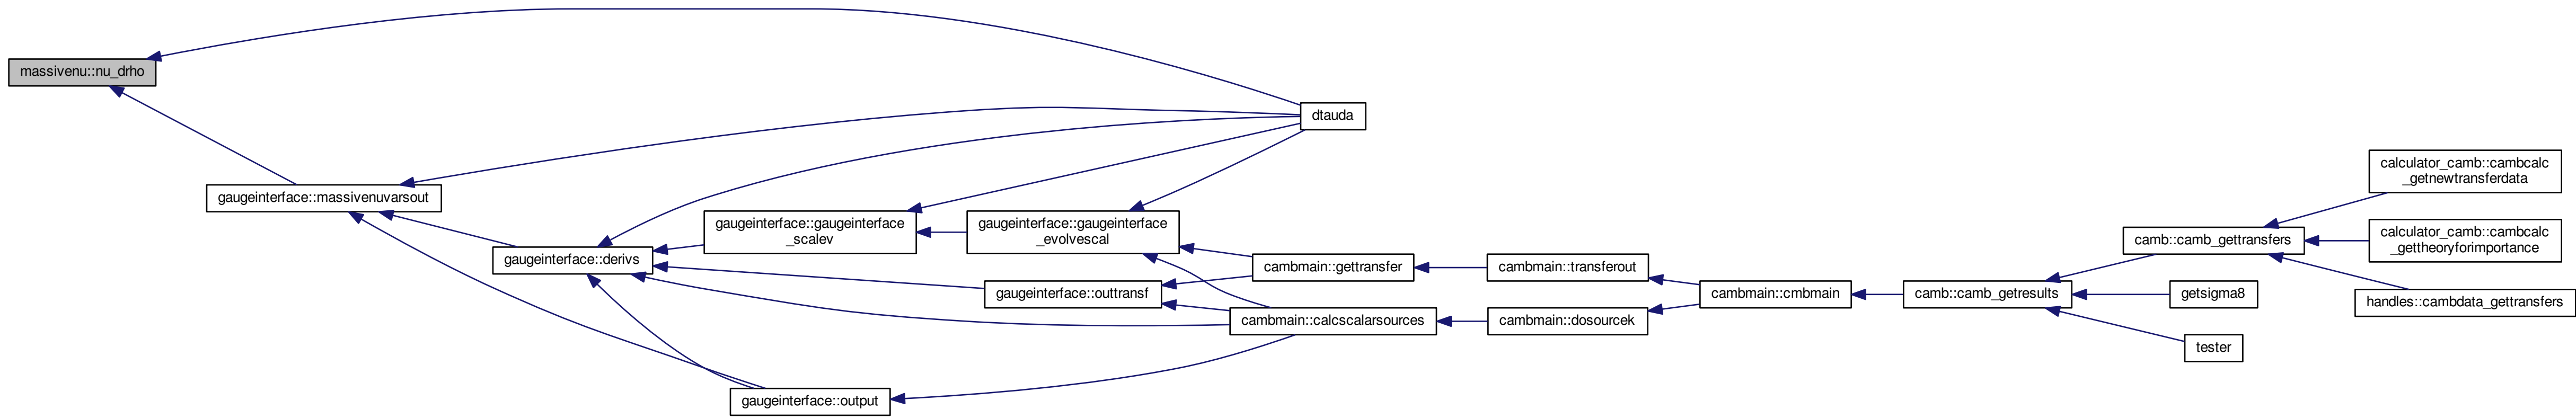 massivenu::nu_drho
dtauda
gaugeinterface::massivenuvarsout
gaugeinterface::derivs
gaugeinterface::gaugeinterface
_scalev
gaugeinterface::gaugeinterface
_evolvescal
gaugeinterface::outtransf
gaugeinterface::output
cambmain::gettransfer
cambmain::calcscalarsources
cambmain::transferout
cambmain::dosourcek
cambmain::cmbmain
camb::camb_getresults
camb::camb_gettransfers
getsigma8
tester
calculator_camb::cambcalc
_getnewtransferdata
calculator_camb::cambcalc
_gettheoryforimportance
handles::cambdata_gettransfers